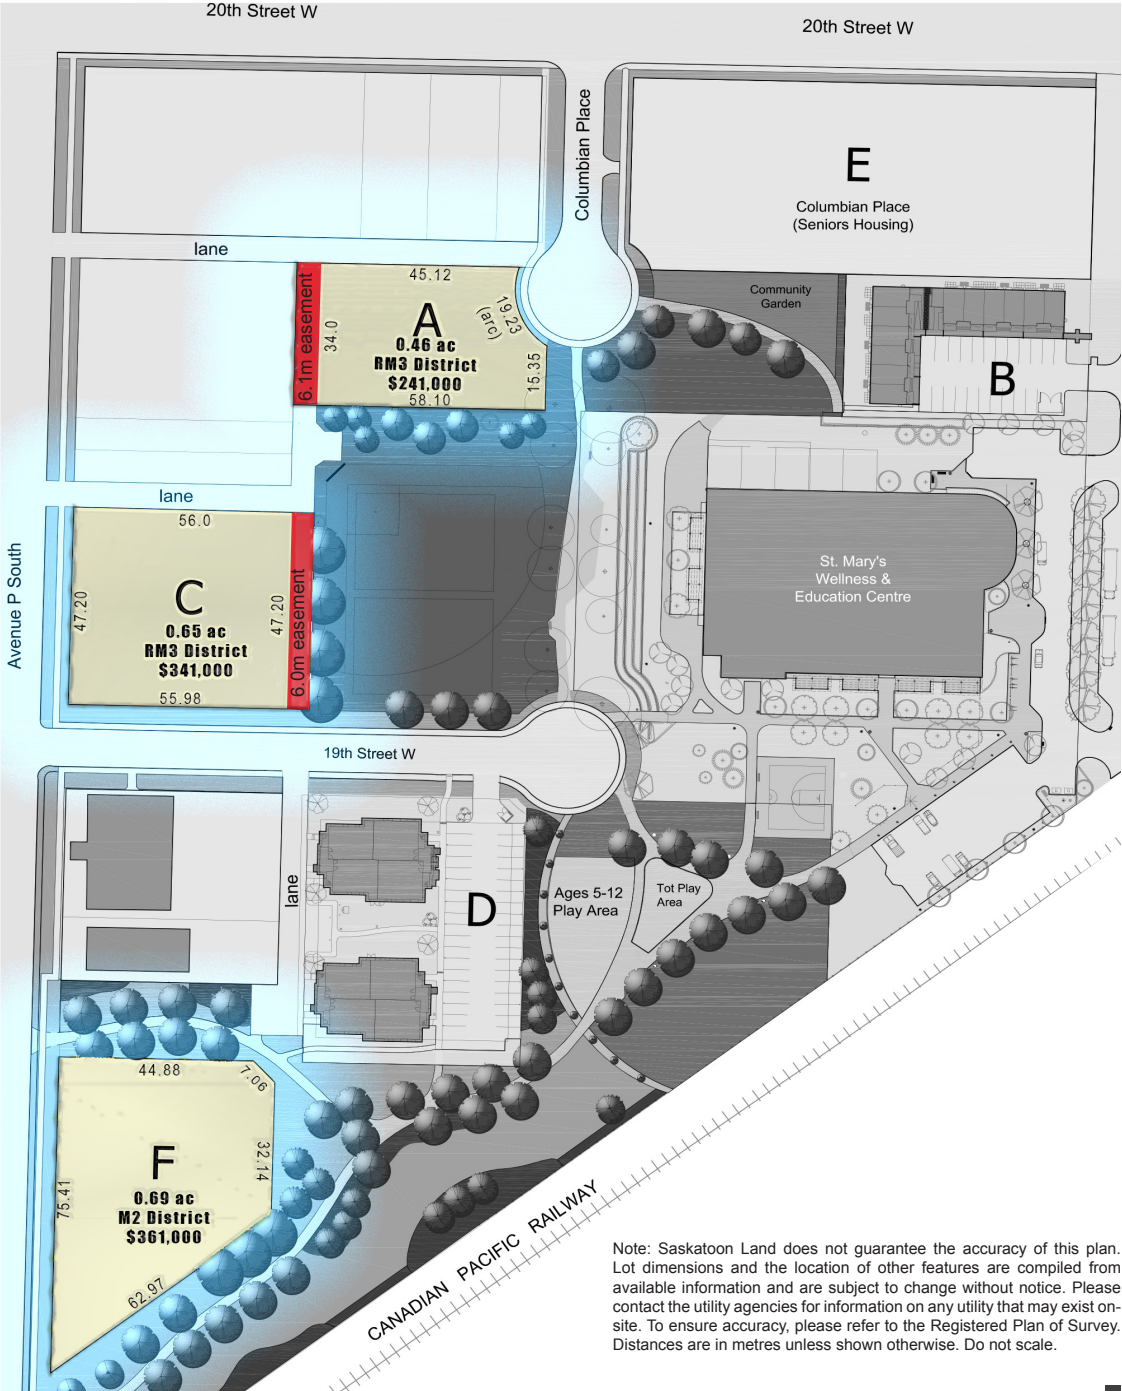 20th Street W
20th Street W
Columbian Place
E
Columbian Place
(Seniors Housing)
lane
6.1m easement
45.12
19.23
(arc)
34.0
A
0.46 ac
RM3 District
$241,000
15.35
58.10
Community
Garden
B
lane
56.0
Avenue P South
47.20
C
0.65 ac
RM3 District
$341,000
47.20
6.0m easement
55.98
St. Mary's
Wellness &
Education Centre
19th Street W
lane
D
Ages 5-12
Play Area
Tot Play
Area
44.88
7.06
32.14
75.41
F
0.69 ac
M2 District
$361,000
62.97
CANADIAN PACIFIC RAILWAY
Note: Saskatoon Land does not guarantee the accuracy of this plan.
Lot dimensions and the location of other features are compiled from
available information and are subject to change without notice. Please
contact the utility agencies for information on any utility that may exist on-
site. To ensure accuracy, please refer to the Registered Plan of Survey.
Distances are in metres unless shown otherwise. Do not scale.